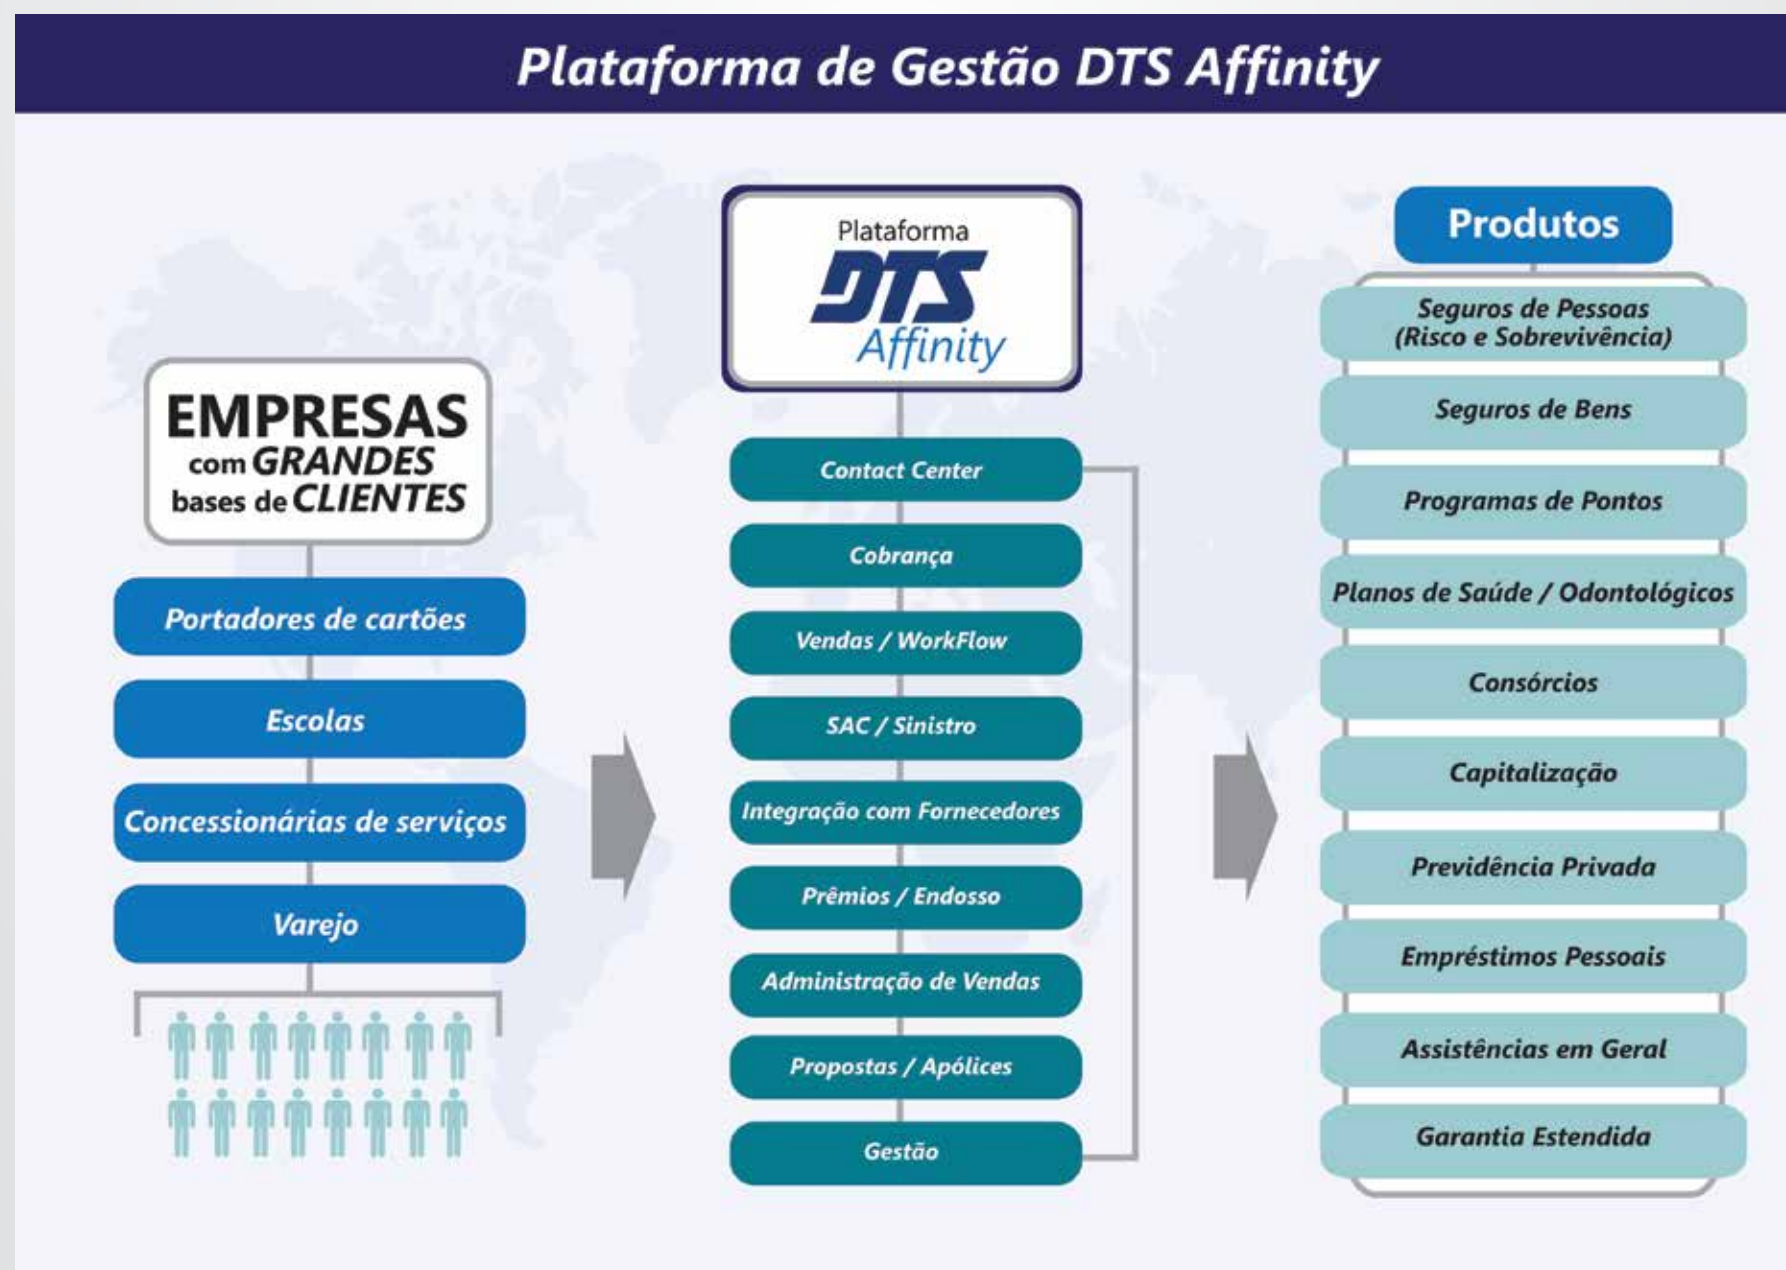 Plataforma de Gestão DTS Affinity
EMPRESAS
com GRANDES
bases de CLIENTES
Portadores de cartões
Escolas
Concessionárias de serviços
Varejo
Plataforma
DTS
Affinity
Contact Center
Cobrança
Vendas / WorkFlow
SAC / Sinistro
Integração com Fornecedores
Prêmios / Endosso
Administração de Vendas
Propostas / Apólices
Gestão
Produtos
Seguros de Pessoas
(Risco e Sobrevivência)
Seguros de Bens
Programas de Pontos
Planos de Saúde / Odontológicos
Consórcios
Capitalização
Previdência Privada
Empréstimos Pessoais
Assistências em Geral
Garantia Estendida